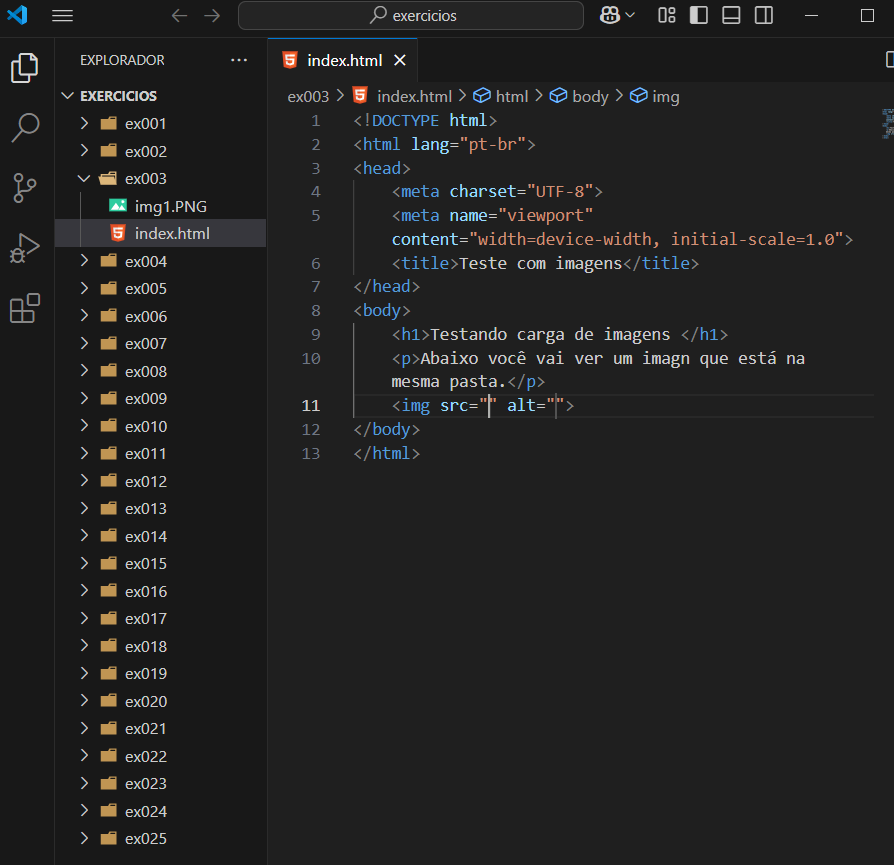 exercicios
EXPLORADOR
index.html
EXERCICIOS
ex001
ex002
ex003
img1.PNG
index.html
ex004
ex005
ex006
ex007
ex008
ex009
ex010
ex011
ex012
ex013
ex014
ex015
ex016
ex017
ex018
ex019
ex020
ex021
ex022
ex023
ex024
ex025
ex003 > index.html > html > body > img
1 <!DOCTYPE html>
2 <html lang="pt-br">
3 <head>
4 <meta charset="UTF-8">
5 <meta name="viewport"
content="width=device-width, initial-scale=1.0">
6 <title>Teste com imagens</title>
7 </head>
8 <body>
9 <h1>Testando carga de imagens </h1>
10 <p>Abaixo você vai ver um imagn que está na
mesma pasta.</p>
11 <img src="" alt="">
12 </body>
13 </html>